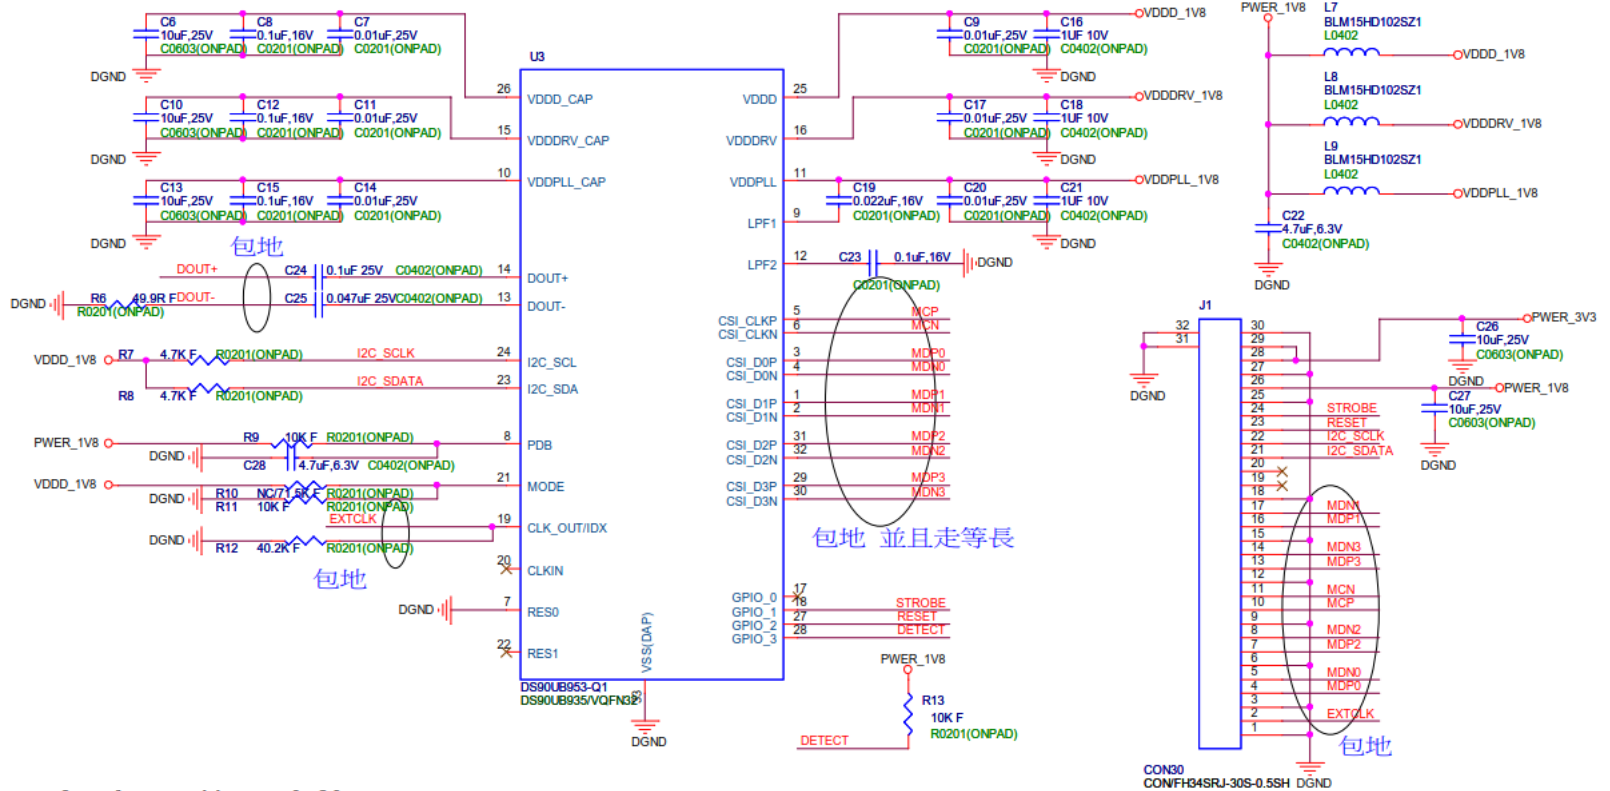 C6
10uF,25V
C0603(ONPAD)
C8
0.1uF,16V
C0201(ONPAD)
C7
0.01uF,25V
C0201(ONPAD)
DGND
C10
10uF,25V
C0603(ONPAD)
C12
0.1uF,16V
C0201(ONPAD)
C11
0.01uF,25V
C0201(ONPAD)
DGND
C13
10uF,25V
C0603(ONPAD)
C15
0.1uF,16V
C0201(ONPAD)
C14
0.01uF,25V
C0201(ONPAD)
DGND
包地
DOUT+
C24 0.1uF 25V C0402(ONPAD)
DGND
R6 49.9R F
R0201(ONPAD)
DOUT-
C25 0.047uF 25V C0402(ONPAD)
VDDD_1V8
R7 4.7K F R0201(ONPAD)
I2C_SCLK
R8 4.7K F R0201(ONPAD)
I2C_SDATA
PWER_1V8
R9 10K F R0201(ONPAD)
DGND
C28 4.7uF,6.3V C0402(ONPAD)
VDDD_1V8
R10 NC/71.5K F R0201(ONPAD)
DGND
R11 10K F R0201(ONPAD)
EXTCLK
DGND
R12 40.2K F R0201(ONPAD)
包地
DGND
U3
26 VDDD_CAP
15 VDDDRV_CAP
10 VDDPLL_CAP
14 DOUT+
13 DOUT-
24 I2C_SCL
23 I2C_SDA
8 PDB
21 MODE
19 CLK_OUT/IDX
20 CLKIN
7 RES0
22 RES1
VDDD 25
VDDDRV 16
VDDPLL 11
LPF1 9
LPF2 12
CSI_CLKP 5 MCP
CSI_CLKN 6 MCN
CSI_D0P 3 MDP0
CSI_D0N 4 MDN0
CSI_D1P 1 MDP1
CSI_D1N 2 MDN1
CSI_D2P 31 MDP2
CSI_D2N 32 MDN2
CSI_D3P 29 MDP3
CSI_D3N 30 MDN3
包地 並且走等長
GPIO_0 17
GPIO_1 18 STROBE
GPIO_2 27 RESET
GPIO_3 28 DETECT
VSS(DAP)
33
DS90UB953-Q1
DS90UB935/VQFN32
DGND
C9
0.01uF,25V
C0201(ONPAD)
C16
1UF 10V
C0402(ONPAD)
VDDD_1V8
DGND
C17
0.01uF,25V
C0201(ONPAD)
C18
1UF 10V
C0402(ONPAD)
VDDDRV_1V8
DGND
C19
0.022uF,16V
C0201(ONPAD)
C20
0.01uF,25V
C0201(ONPAD)
C21
1UF 10V
C0402(ONPAD)
VDDPLL_1V8
DGND
C23 0.1uF,16V
C0201(ONPAD)
DGND
PWER_1V8
R13
10K F
R0201(ONPAD)
DETECT
PWER_1V8
L7
BLM15HD102SZ1
L0402
VDDD_1V8
L8
BLM15HD102SZ1
L0402
VDDDRV_1V8
L9
BLM15HD102SZ1
L0402
VDDPLL_1V8
C22
4.7uF,6.3V
C0402(ONPAD)
DGND
J1
32
31
DGND
30
29
28
27
26
25
24 STROBE
23 RESET
22 I2C_SCLK
21 I2C_SDATA
20
19
18
17 MDN1
16 MDP1
15
14 MDN3
13 MDP3
12
11 MCN
10 MCP
9
8 MDN2
7 MDP2
6
5 MDN0
4 MDP0
3
2 EXTCLK
1
包地
PWER_3V3
C26
10uF,25V
C0603(ONPAD)
DGND
PWER_1V8
C27
10uF,25V
C0603(ONPAD)
DGND
CON30
CON/FH34SRJ-30S-0.5SH
DGND